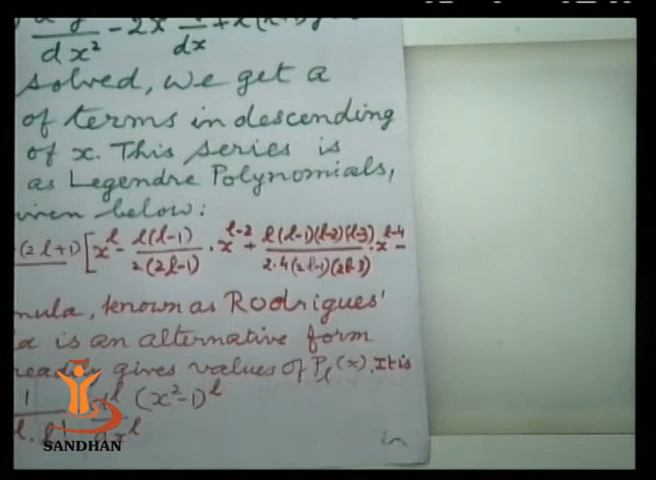 dx² - 2x dx
solved, we get a
of terms in descending
of x. This series is
as Legendre Polynomials,
below:
(2l+1) [x^l - l(l-1)/2(2l-1) · x^(l-2) + l(l-1)(l-2)(l-3)/2·4(2l-1)(2l-3) · x^(l-4) -
known as Rodrigues'
is an alternative form
gives values of P_l(x). It is
1 (x²-1)^l
dx^l
in
SANDHAN